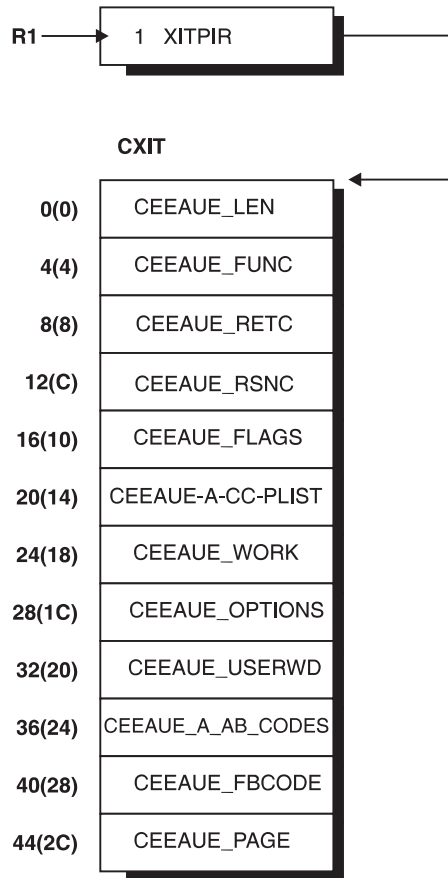 R1 1 XITPIR
CXIT
0(0) CEEAUE_LEN
4(4) CEEAUE_FUNC
8(8) CEEAUE_RETC
12(C) CEEAUE_RSNC
16(10) CEEAUE_FLAGS
20(14) CEEAUE-A-CC-PLIST
24(18) CEEAUE_WORK
28(1C) CEEAUE_OPTIONS
32(20) CEEAUE_USERWD
36(24) CEEAUE_A_AB_CODES
40(28) CEEAUE_FBCODE
44(2C) CEEAUE_PAGE